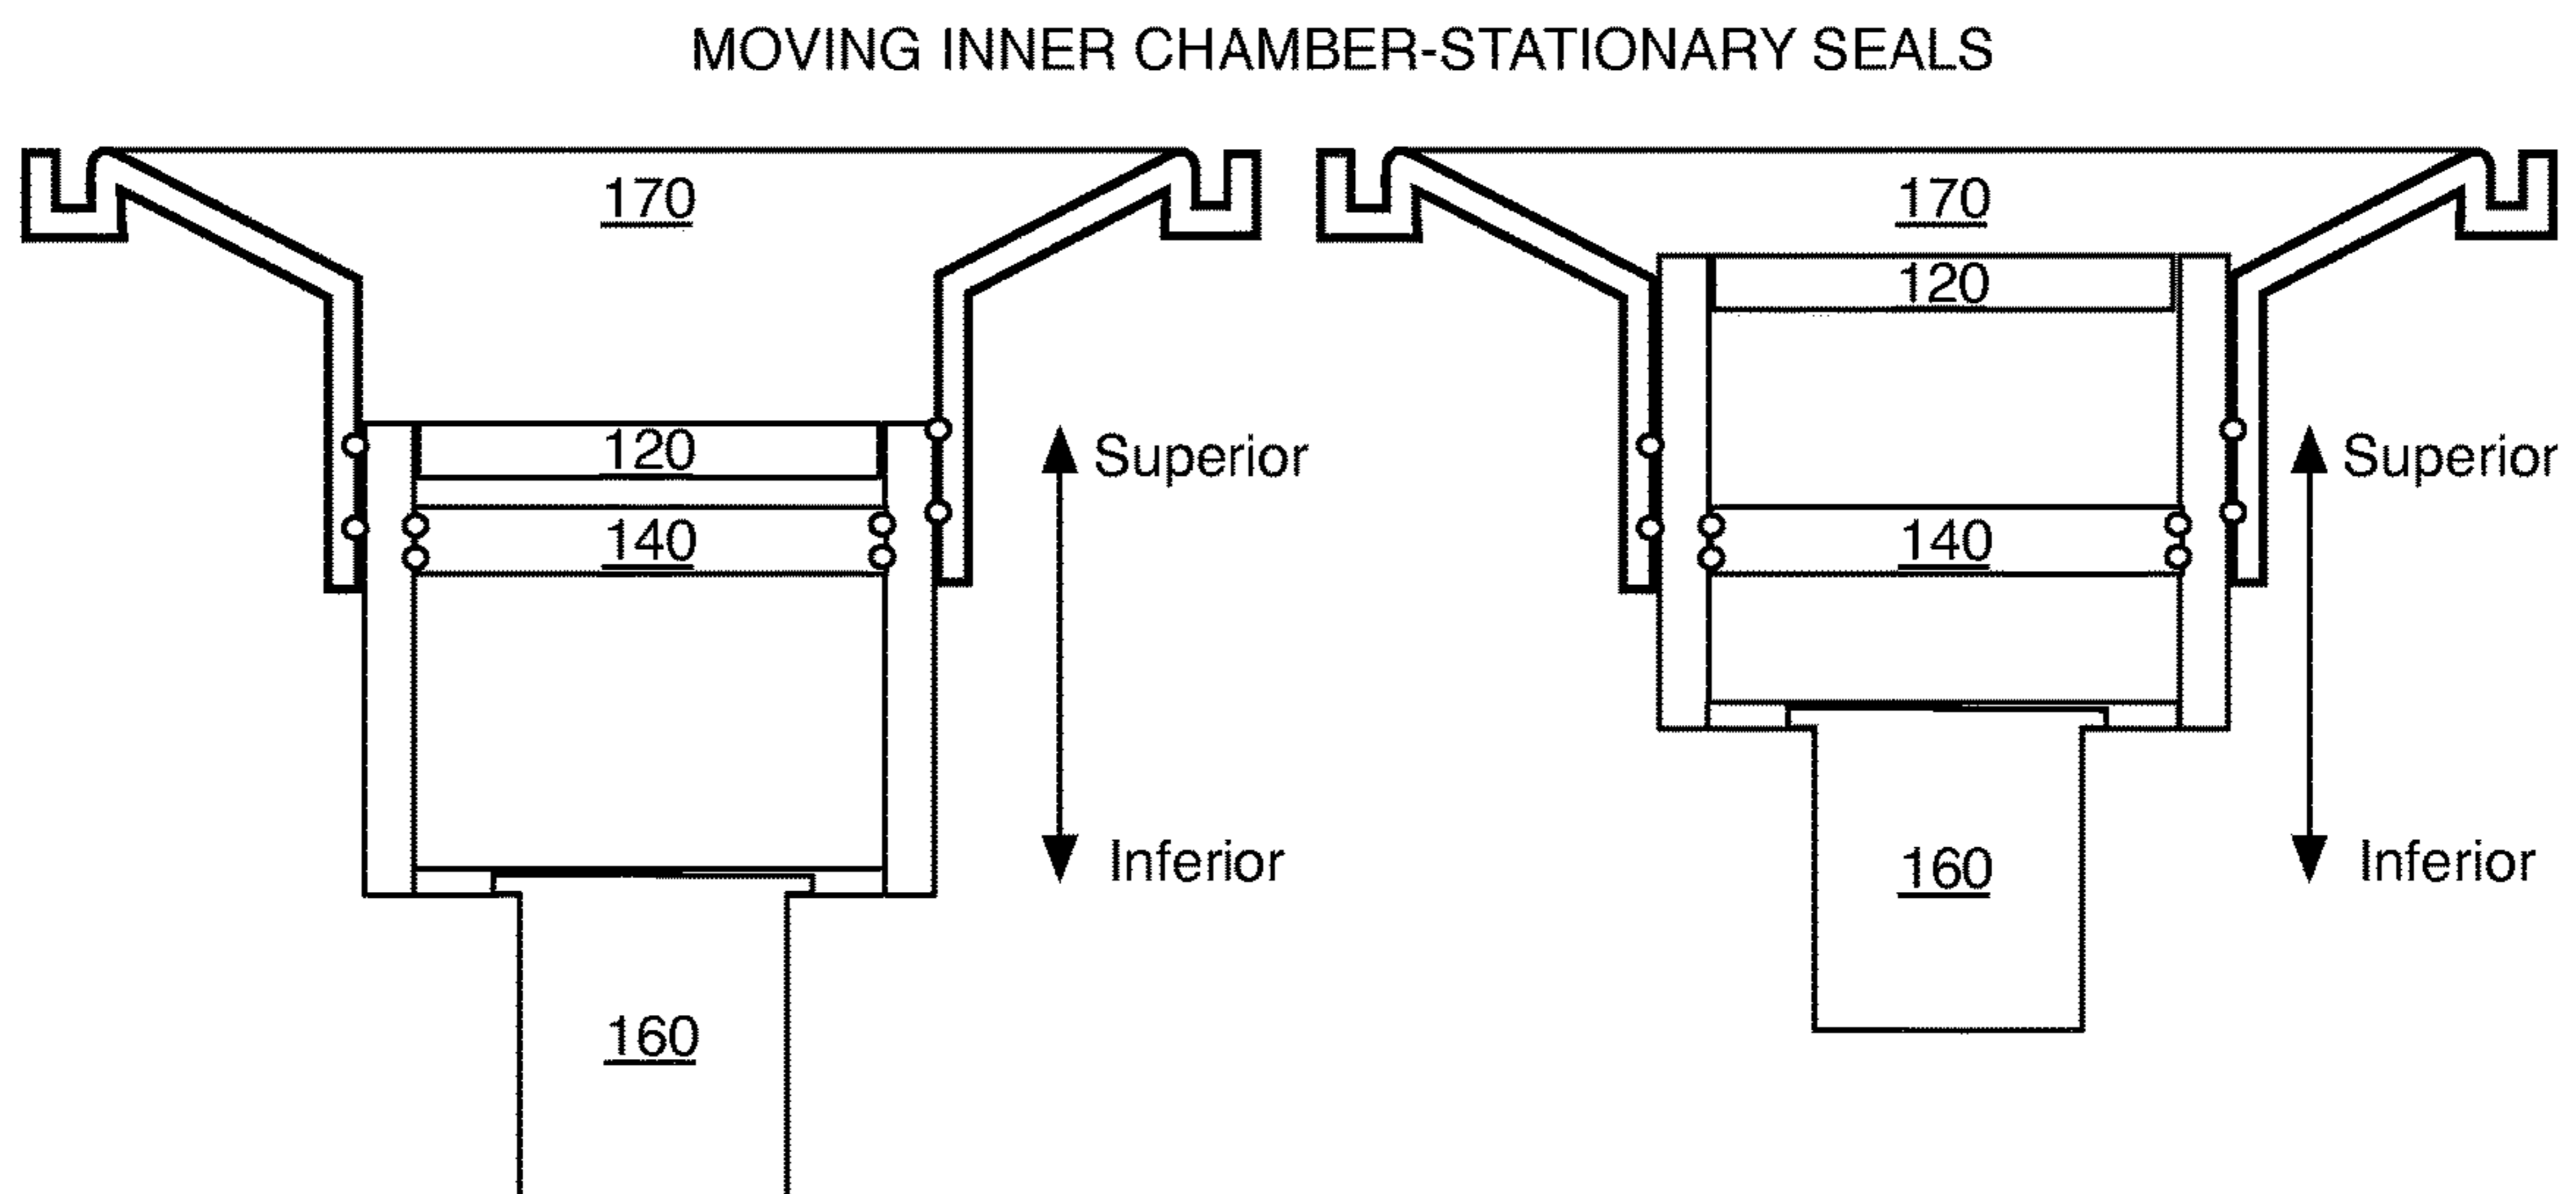 MOVING INNER CHAMBER-STATIONARY SEALS
170
120
140
160
Superior
Inferior
170
120
140
160
Superior
Inferior